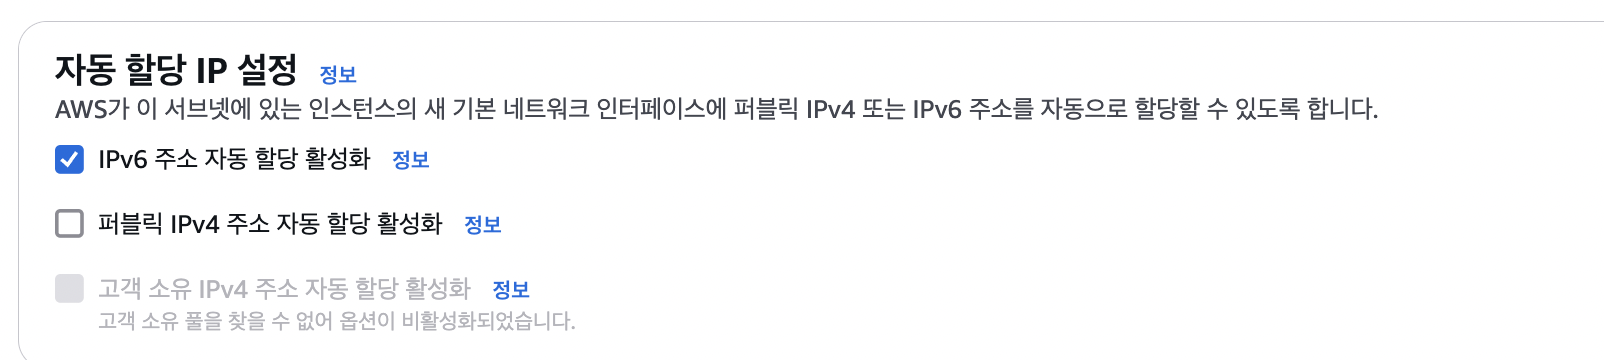 자동 할당 IP 설정 정보
AWS가 이 서브넷에 있는 인스턴스의 새 기본 네트워크 인터페이스에 퍼블릭 IPv4 또는 IPv6 주소를 자동으로 할당할 수 있도록 합니다.
IPv6 주소 자동 할당 활성화 정보
퍼블릭 IPv4 주소 자동 할당 활성화 정보
고객 소유 IPv4 주소 자동 할당 활성화 정보
고객 소유 풀을 찾을 수 없어 옵션이 비활성화되었습니다.